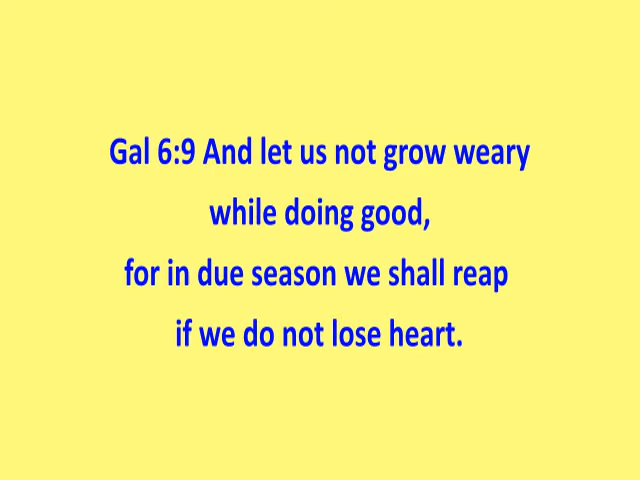 Gal 6:9 And let us not grow weary
while doing good,
for in due season we shall reap
if we do not lose heart.